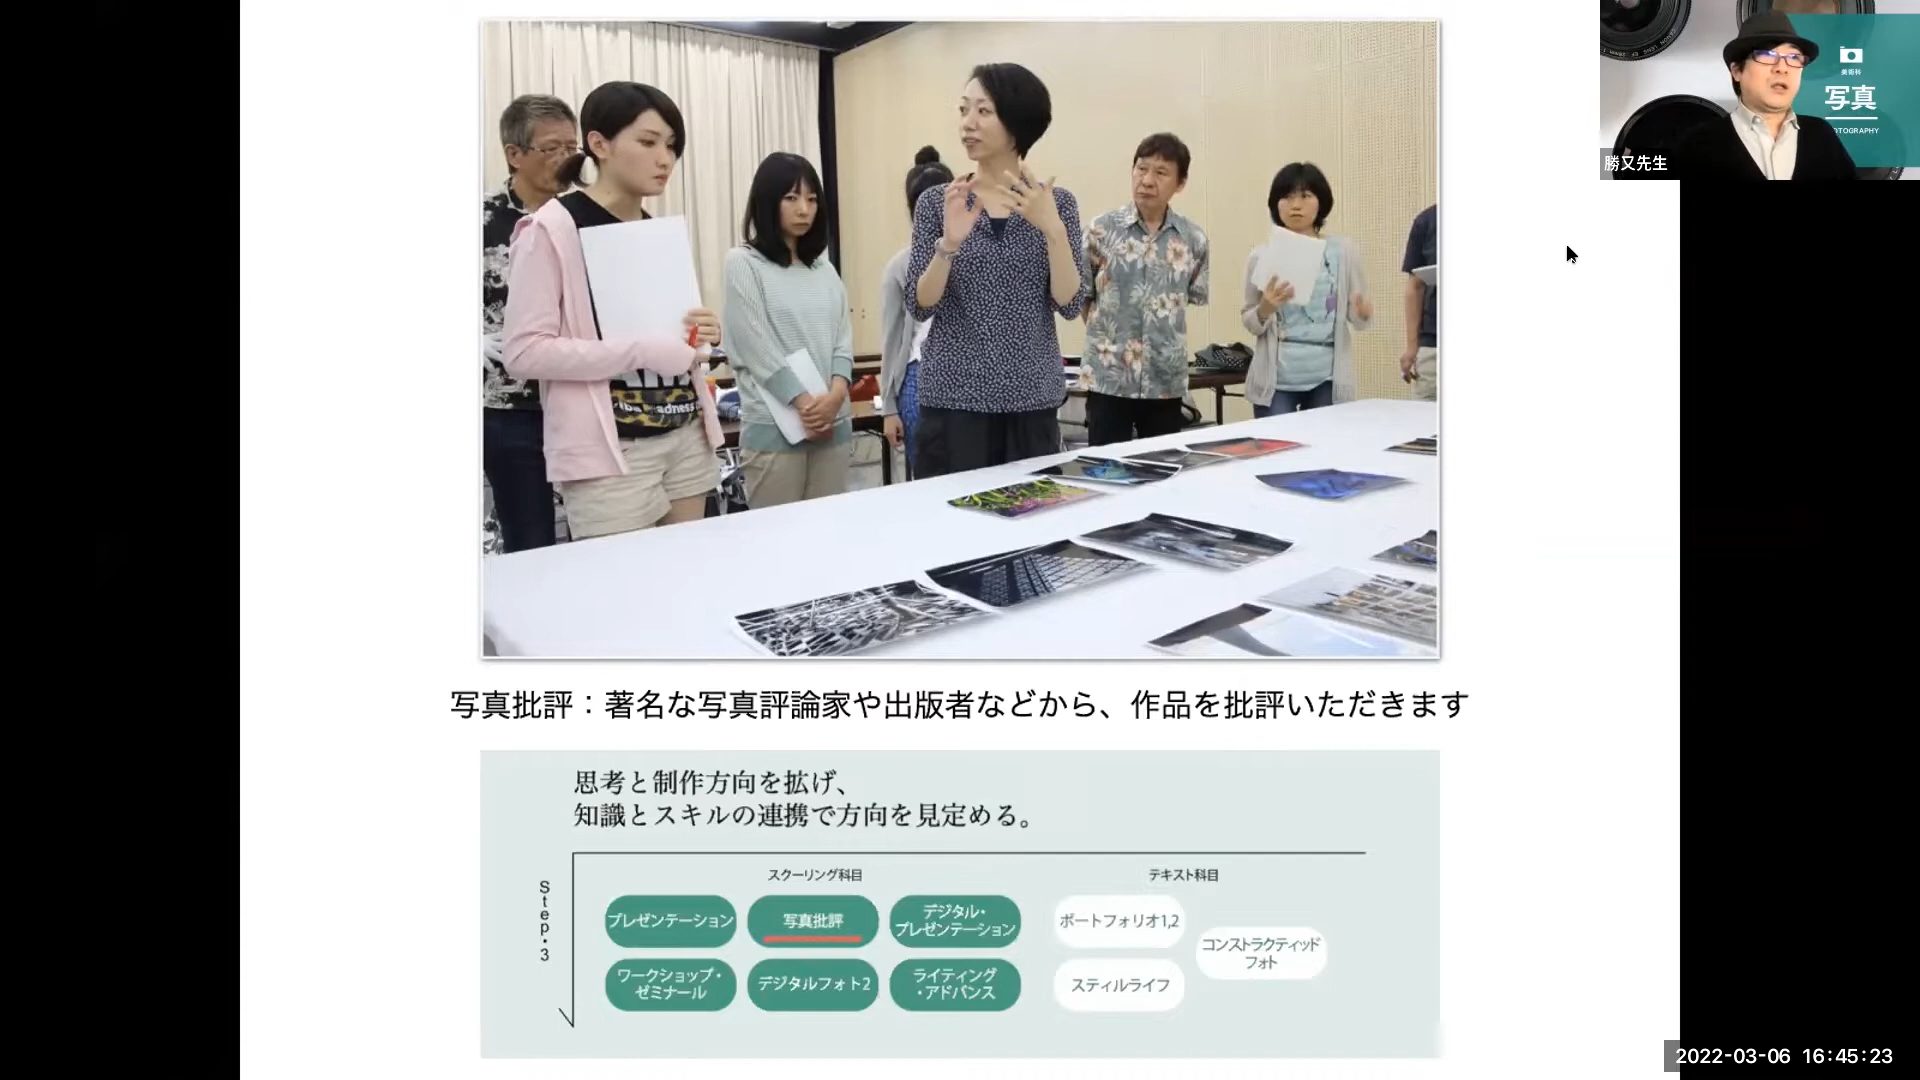 美術科
写真
OTOGRAPHY
勝又先生
adness
写真批評：著名な写真評論家や出版者などから、作品を批評いただきます
思考と制作方向を拡げ、
知識とスキルの連携で方向を見定める。
Step.3
スクーリング科目
プレゼンテーション
写真批評
デジタル・
プレゼンテーション
ワークショップ・
ゼミナール
デジタルフォト2
ライティング
・アドバンス
テキスト科目
ポートフォリオ1,2
スティルライフ
コンストラクティッド
フォト
2022-03-06 16:45:23